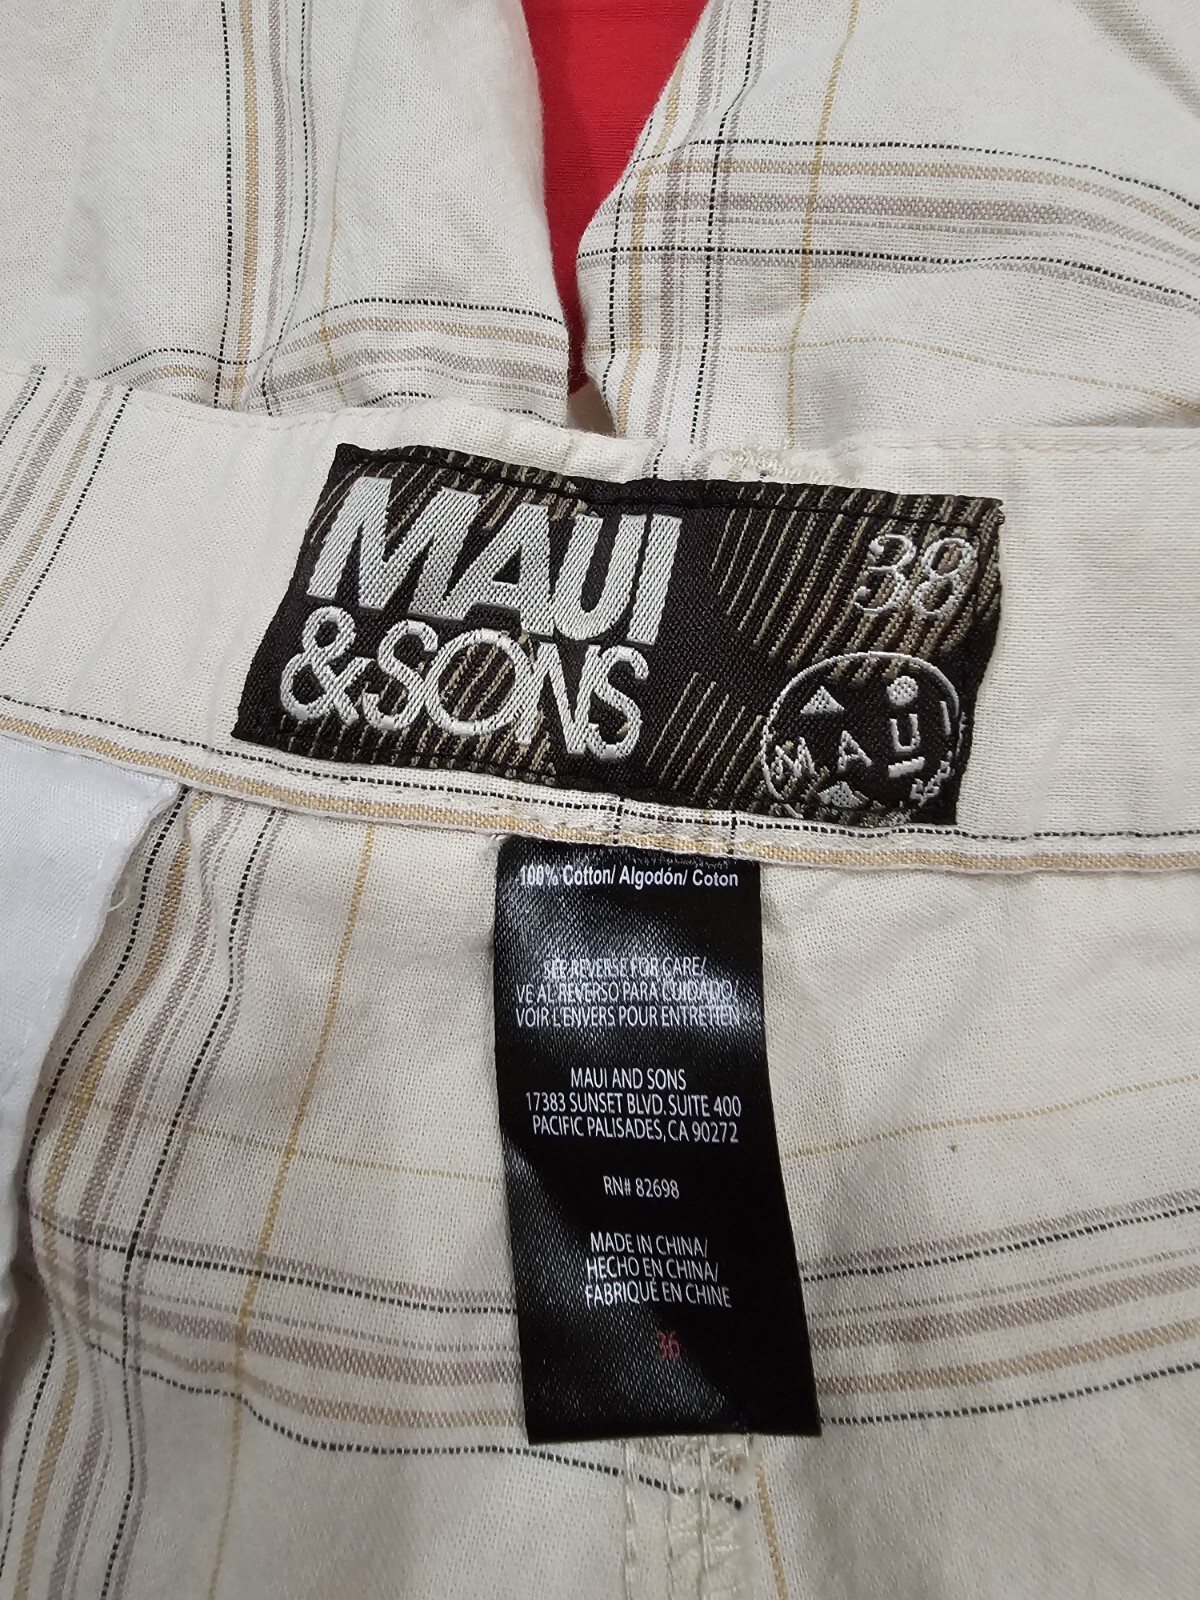 MAUI
&SONS
38
MAUI
100% Cotton/ Algodón/ Coton
SEE REVERSE FOR CARE/
VE AL REVERSO PARA CUIDADO
VOIR L'ENVERS POUR ENTRETIEN
MAUI AND SONS
17383 SUNSET BLVD. SUITE 400
PACIFIC PALISADES, CA 90272
RN# 82698
MADE IN CHINA/
HECHO EN CHINA/
FABRIQUÉ EN CHINE
36